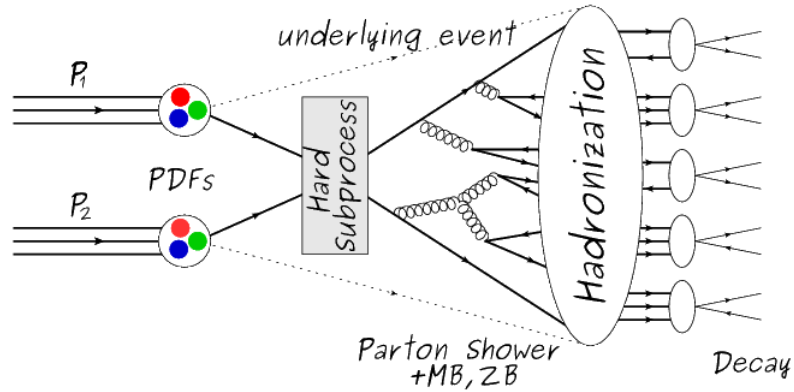 underlying event
P1
Hard
Subprocess
Hadronization
PDFs
P2
Parton Shower
+MB, ZB
Decay